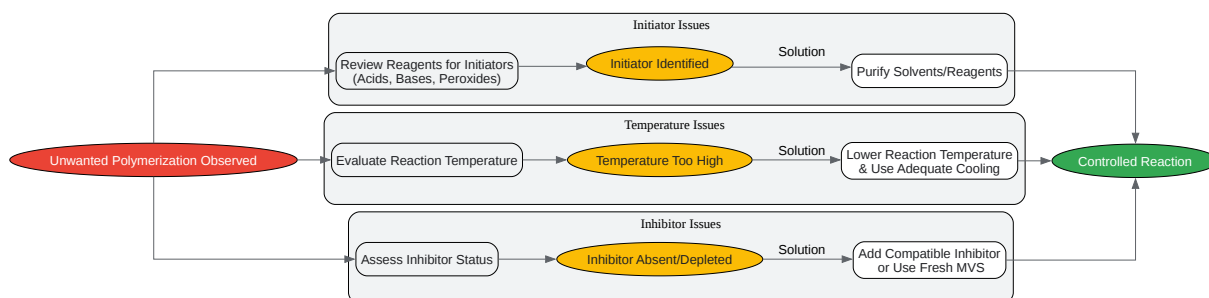 Initiator Issues
Review Reagents for Initiators
(Acids, Bases, Peroxides)
Initiator Identified
Solution
Purify Solvents/Reagents
Unwanted Polymerization Observed
Temperature Issues
Evaluate Reaction Temperature
Temperature Too High
Solution
Lower Reaction Temperature
& Use Adequate Cooling
Controlled Reaction
Inhibitor Issues
Assess Inhibitor Status
Inhibitor Absent/Depleted
Solution
Add Compatible Inhibitor
or Use Fresh MVS